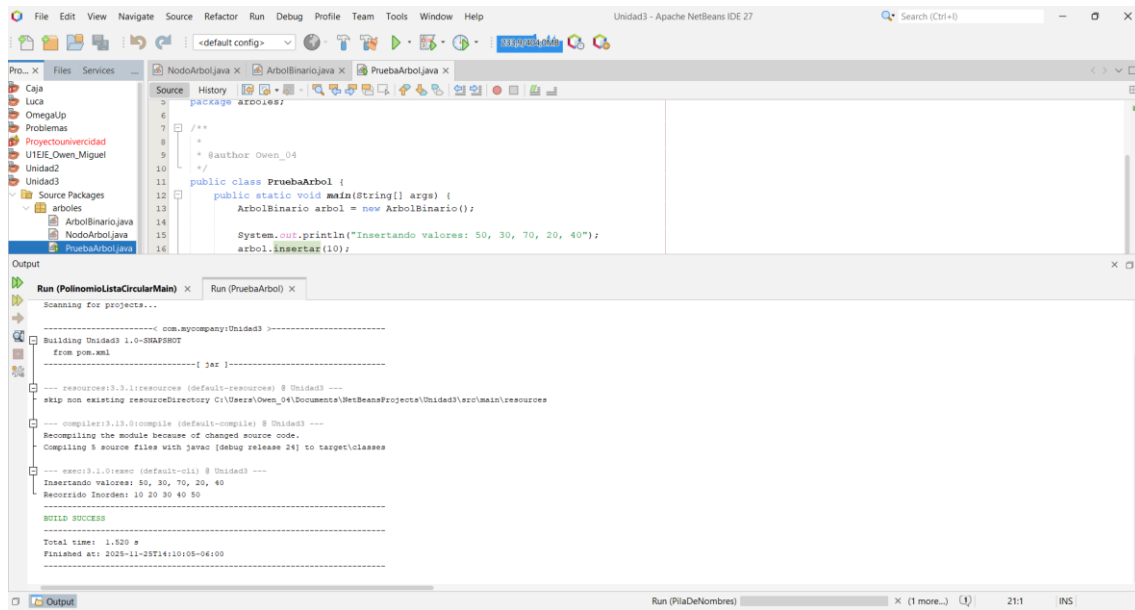 File Edit View Navigate Source Refactor Run Debug Profile Team Tools Window Help
Unidad3 - Apache NetBeans IDE 27
Search (Ctrl+I)
<default config>
Pro... Files Services
NodoArbol.java ArbolBinario.java PruebaArbol.java
Caja
Luca
OmegaUp
Problemas
Proyectounivercidad
U1EJE_Owen_Miguel
Unidad2
Unidad3
Source Packages
arboles
ArbolBinario.java
NodoArbol.java
PruebaArbol.java
Source History
5 package arboles;
6
7 /**
8 *
9 * @author Owen_04
10 */
11 public class PruebaArbol {
12 public static void main(String[] args) {
13 ArbolBinario arbol = new ArbolBinario();
14
15 System.out.println("Insertando valores: 50, 30, 70, 20, 40");
16 arbol.insertar(10);
Output
Run (PolinomioListaCircularMain) Run (PruebaArbol)
Scanning for projects...
----------------------< com.mycompany:Unidad3 >-----------------------
Building Unidad3 1.0-SNAPSHOT
from pom.xml
--------------------------------[ jar ]---------------------------------
--- resources:3.3.1:resources (default-resources) @ Unidad3 ---
skip non existing resourceDirectory C:\Users\Owen_04\Documents\NetBeansProjects\Unidad3\src\main\resources
--- compiler:3.13.0:compile (default-compile) @ Unidad3 ---
Recompiling the module because of changed source code.
Compiling 5 source files with javac [debug release 24] to target\classes
--- exec:3.1.0:exec (default-cli) @ Unidad3 ---
Insertando valores: 50, 30, 70, 20, 40
Recorrido Inorden: 10 20 30 40 50
------------------------------------------------------------------------
BUILD SUCCESS
------------------------------------------------------------------------
Total time: 1.520 s
Finished at: 2025-11-25T14:10:05-06:00
------------------------------------------------------------------------
Output
Run (PilaDeNombres)
(1 more...)
21:1
INS